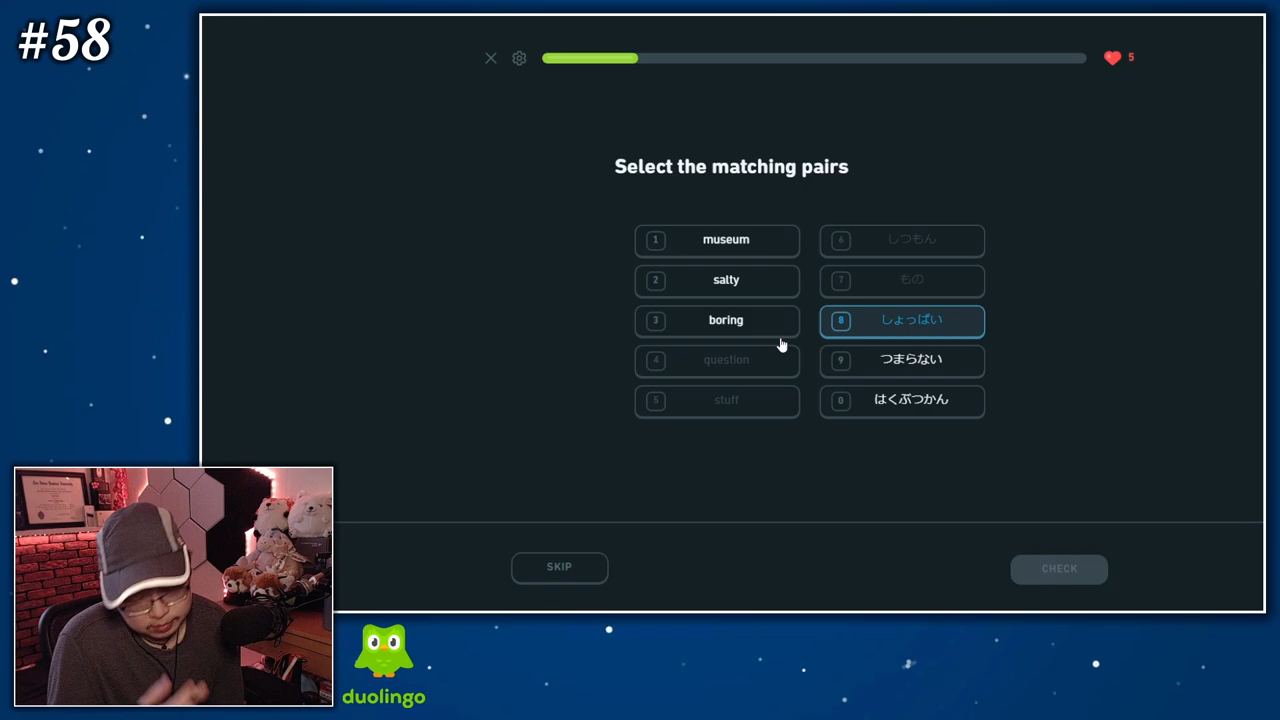 #58
5
Select the matching pairs
1 museum
6 しつもん
2 salty
7 もの
3 boring
8 しょっぱい
4 question
9 つまらない
5 stuff
0 はくぶつかん
SKIP
CHECK
duolingo